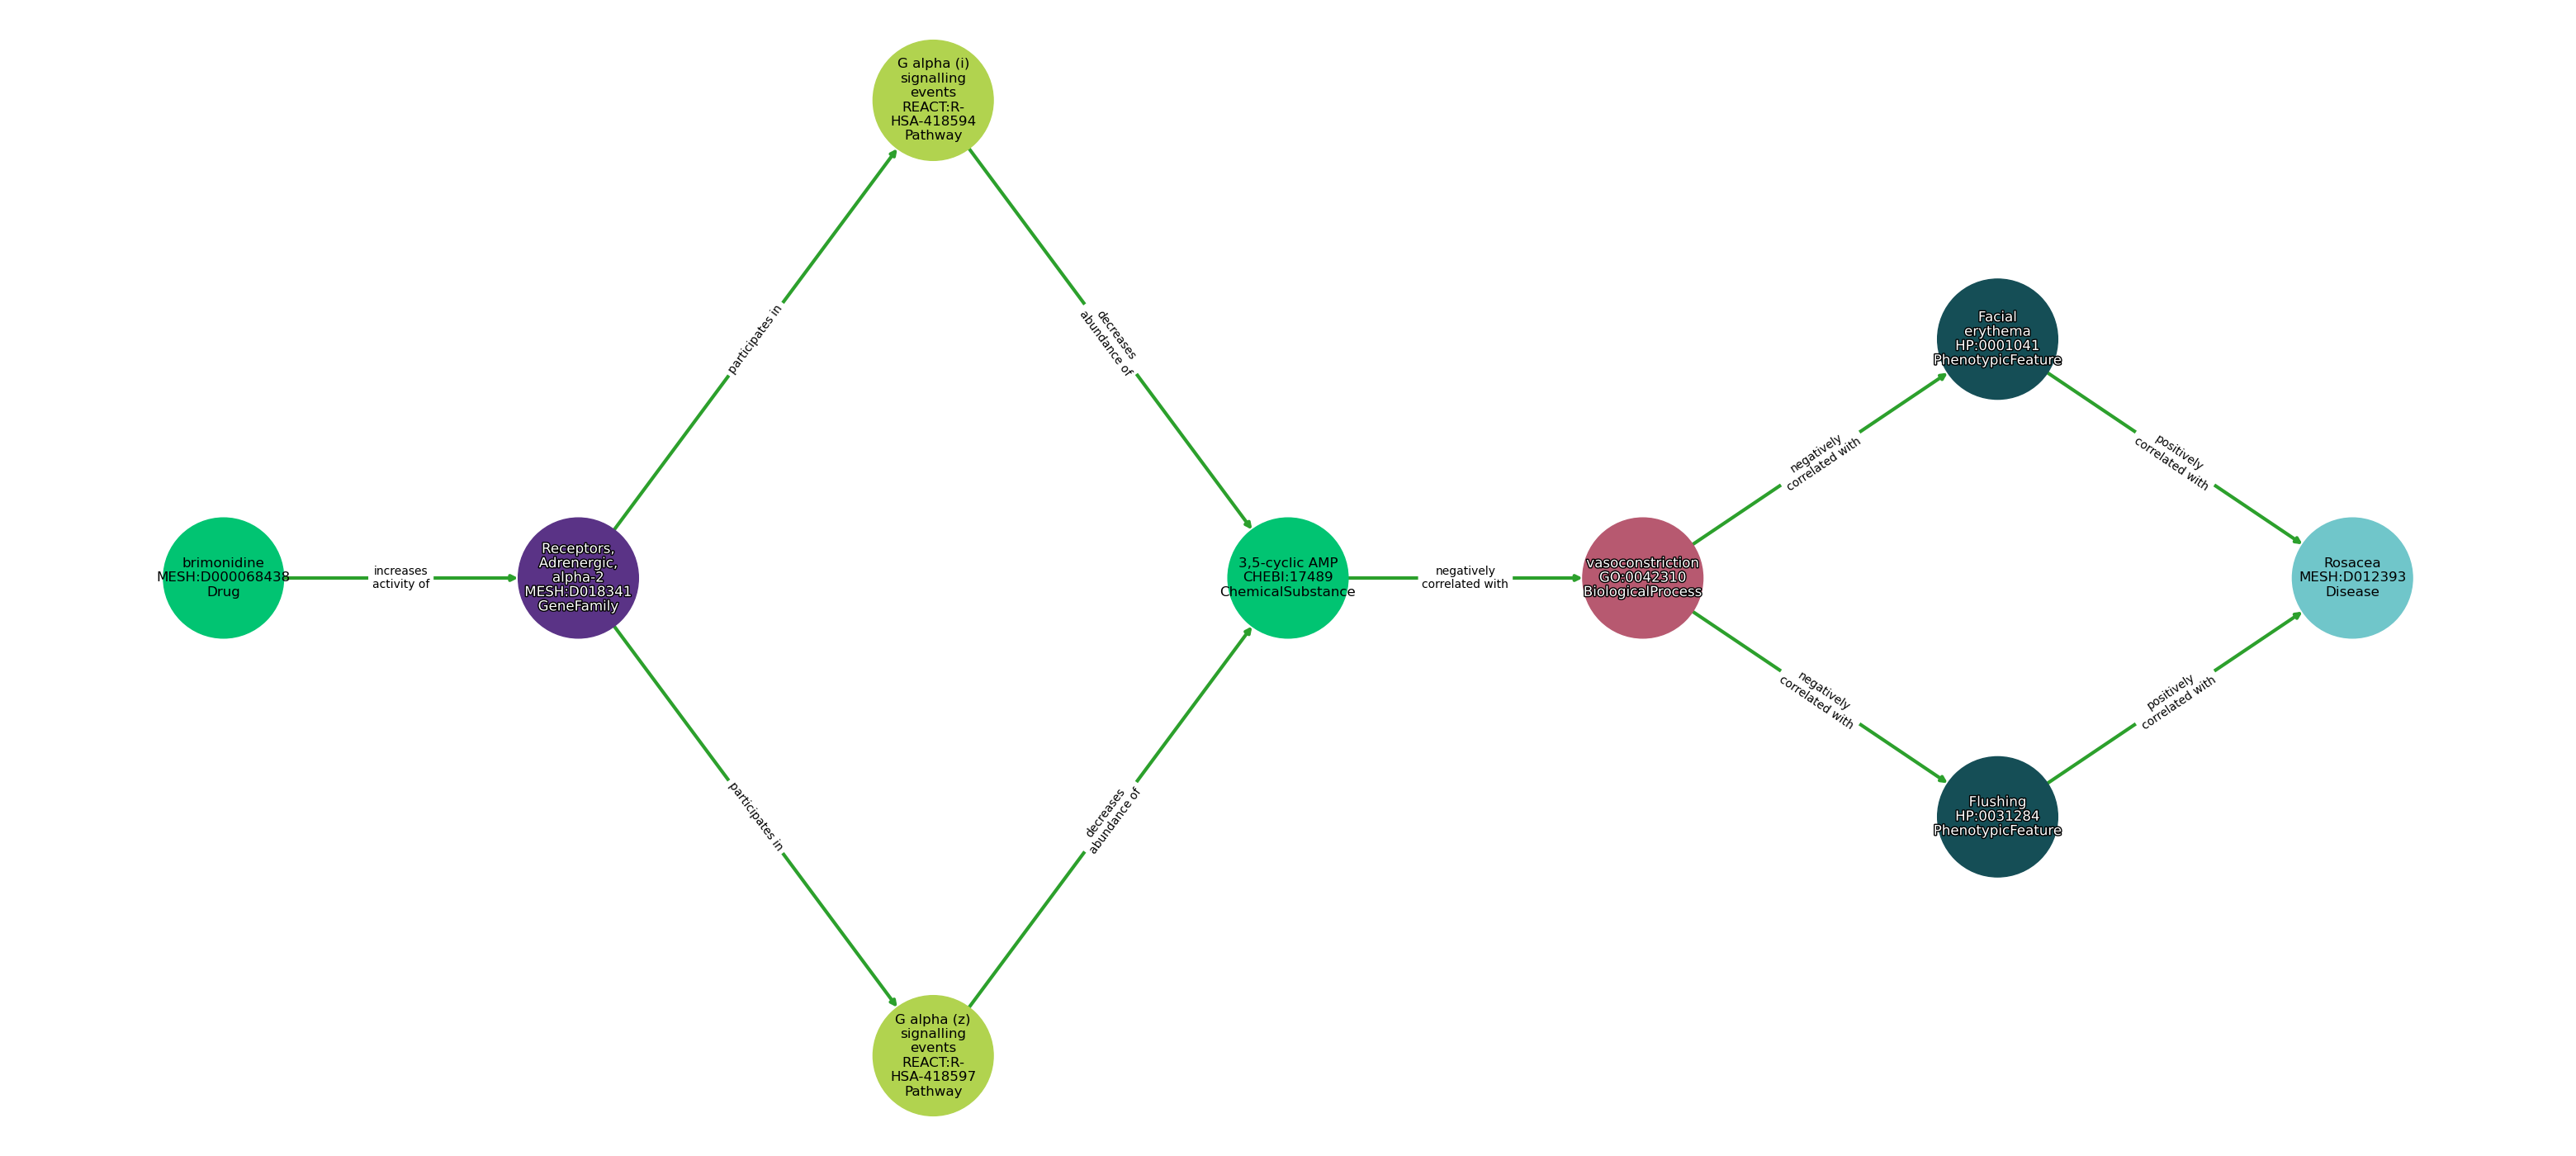 G alpha (i)
signalling
events
REACT:R-
HSA-418594
Pathway
participates in
decreases
abundance of
Facial
erythema
HP:0001041
PhenotypicFeature
negatively
correlated with
positively
correlated with
brimonidine
MESH:D000068438
Drug
increases
activity of
Receptors,
Adrenergic,
alpha-2
MESH:D018341
GeneFamily
3,5-cyclic AMP
CHEBI:17489
ChemicalSubstance
negatively
correlated with
vasoconstriction
GO:0042310
BiologicalProcess
Rosacea
MESH:D012393
Disease
negatively
correlated with
positively
correlated with
Flushing
HP:0031284
PhenotypicFeature
participates in
decreases
abundance of
G alpha (z)
signalling
events
REACT:R-
HSA-418597
Pathway